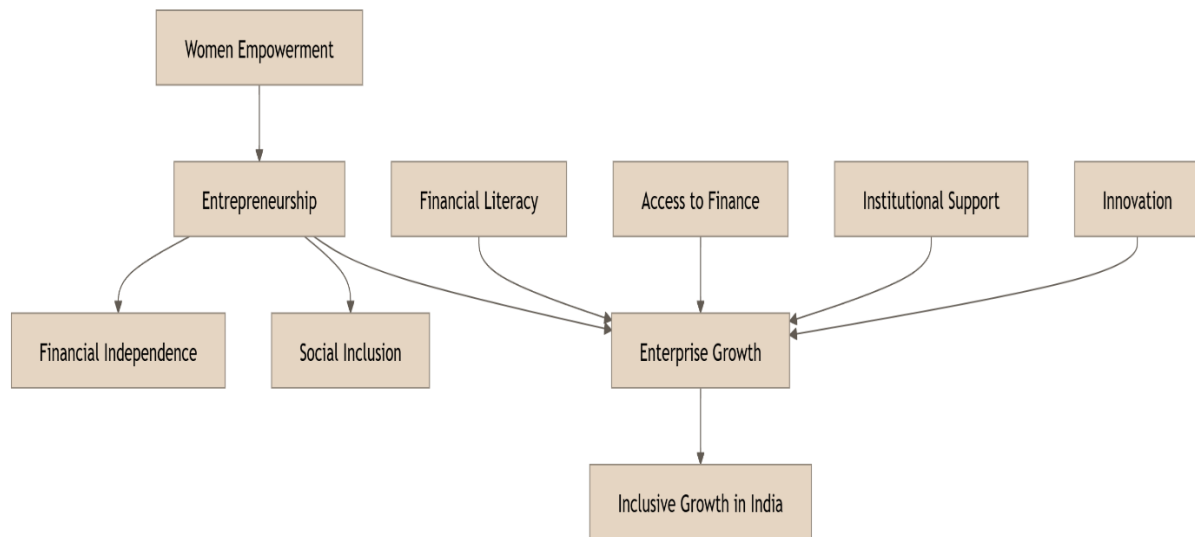 Women Empowerment
Entrepreneurship
Financial Literacy
Access to Finance
Institutional Support
Innovation
Financial Independence
Social Inclusion
Enterprise Growth
Inclusive Growth in India